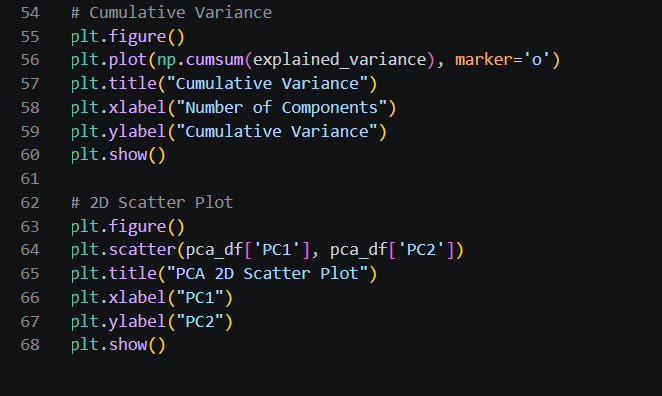 54 # Cumulative Variance
55 plt.figure()
56 plt.plot(np.cumsum(explained_variance), marker='o')
57 plt.title("Cumulative Variance")
58 plt.xlabel("Number of Components")
59 plt.ylabel("Cumulative Variance")
60 plt.show()
61
62 # 2D Scatter Plot
63 plt.figure()
64 plt.scatter(pca_df['PC1'], pca_df['PC2'])
65 plt.title("PCA 2D Scatter Plot")
66 plt.xlabel("PC1")
67 plt.ylabel("PC2")
68 plt.show()